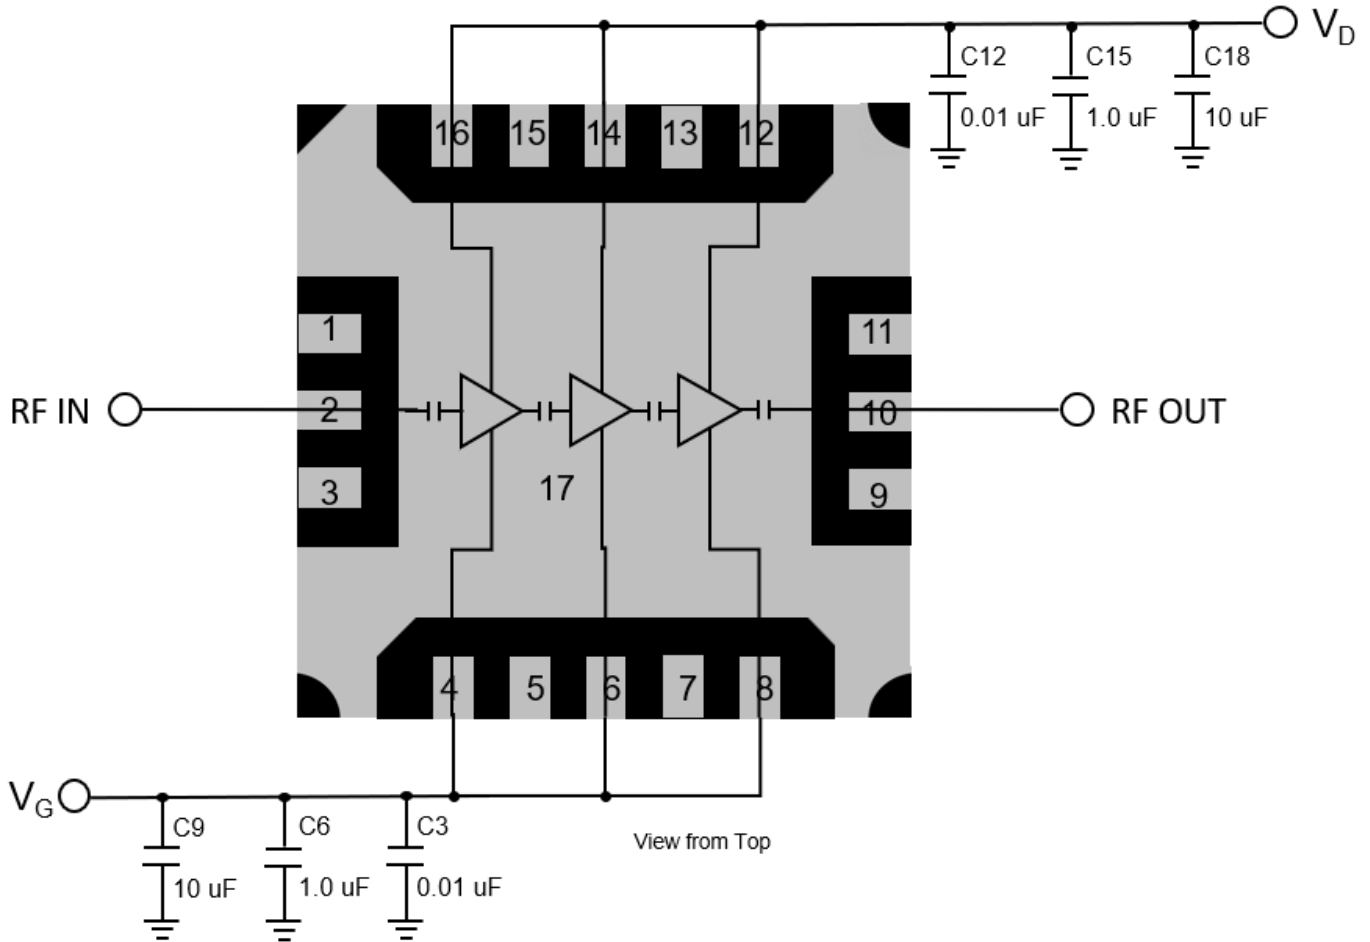 V_D
C12
C15
C18
0.01 uF
1.0 uF
10 uF
16 15 14 13 12
1
11
RF IN
2
10
RF OUT
17
3
9
4 5 6 7 8
V_G
C9
C6
C3
View from Top
10 uF
1.0 uF
0.01 uF